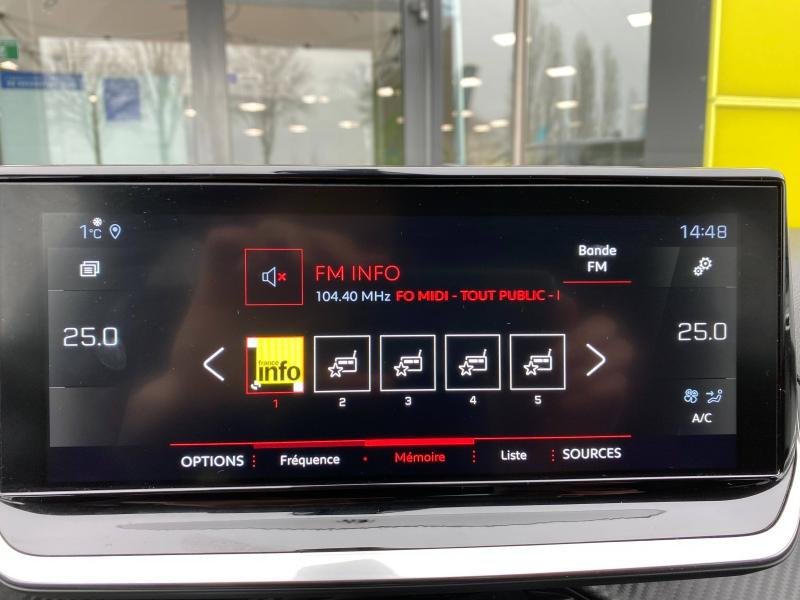 1°C
14:48
FM INFO
Bande
FM
104.40 MHz FO MIDI - TOUT PUBLIC - I
25.0
25.0
france
info
1
2
3
4
5
A/C
OPTIONS
Fréquence
Mémoire
Liste
SOURCES